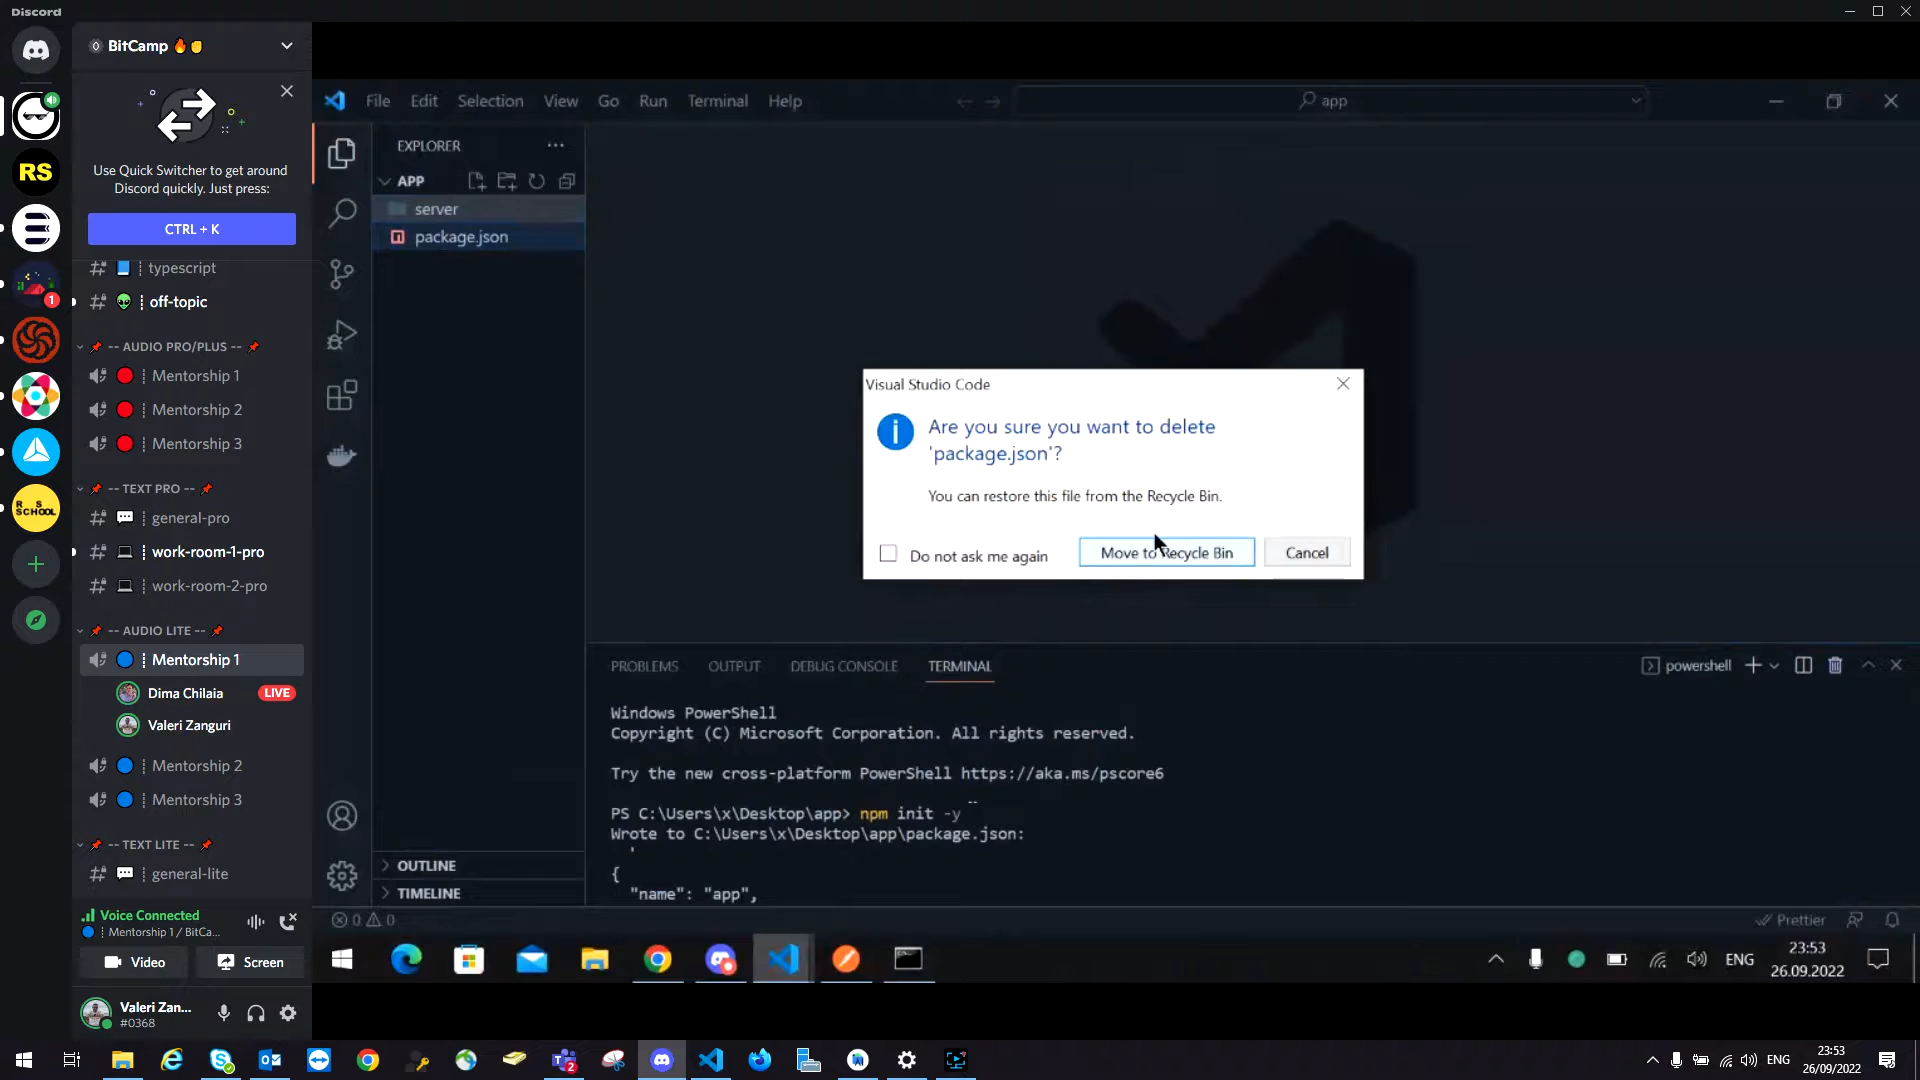 Discord
BitCamp
Use Quick Switcher to get around
Discord quickly. Just press:
CTRL + K
typescript
off-topic
-- AUDIO PRO/PLUS --
Mentorship 1
Mentorship 2
Mentorship 3
-- TEXT PRO --
general-pro
work-room-1-pro
work-room-2-pro
-- AUDIO LITE --
Mentorship 1
Dima Chilaia LIVE
Valeri Zanguri
Mentorship 2
Mentorship 3
-- TEXT LITE --
general-lite
Voice Connected
Mentorship 1 / BitCa...
Video Screen
Valeri Zan...
#0368
RS
1
RS
SCHOOL
File Edit Selection View Go Run Terminal Help
app
EXPLORER
APP
server
package.json
OUTLINE
TIMELINE
Visual Studio Code
Are you sure you want to delete
'package.json'?
You can restore this file from the Recycle Bin.
Do not ask me again
Move to Recycle Bin
Cancel
PROBLEMS OUTPUT DEBUG CONSOLE TERMINAL
powershell
Windows PowerShell
Copyright (C) Microsoft Corporation. All rights reserved.
Try the new cross-platform PowerShell https://aka.ms/pscore6
PS C:\Users\x\Desktop\app> npm init -y
Wrote to C:\Users\x\Desktop\app\package.json:
{
"name": "app",
0 0
Prettier
ENG
23:53
26.09.2022
2
ENG
23:53
26/09/2022